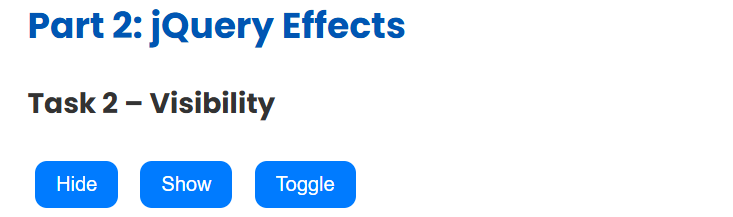 Part 2: jQuery Effects
Task 2 – Visibility
Hide Show Toggle